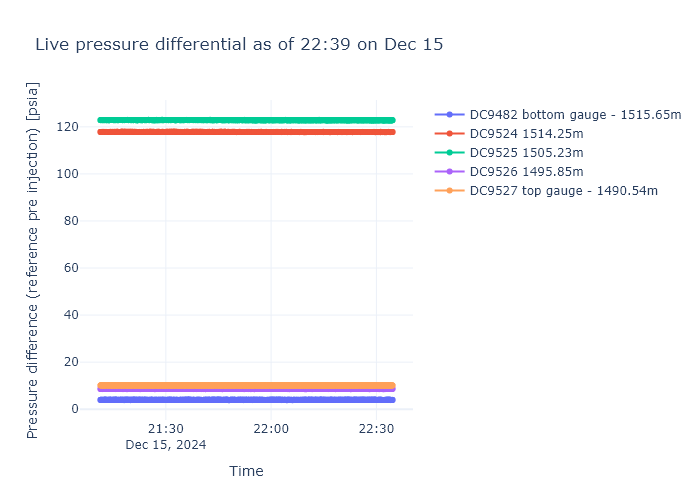 Live pressure differential as of 22:39 on Dec 15
Pressure difference (reference pre injection) [psia]
120
100
80
60
40
20
0
21:30
Dec 15, 2024
22:00
22:30
Time
DC9482 bottom gauge - 1515.65m
DC9524 1514.25m
DC9525 1505.23m
DC9526 1495.85m
DC9527 top gauge - 1490.54m